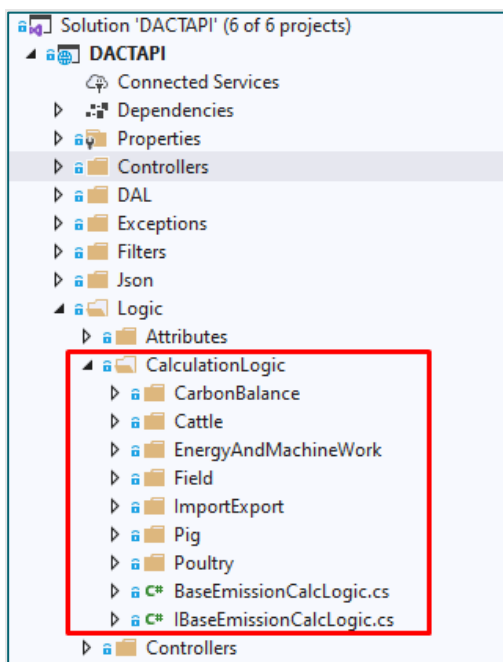 Solution 'DACTAPI' (6 of 6 projects)
DACTAPI
Connected Services
Dependencies
Properties
Controllers
DAL
Exceptions
Filters
Json
Logic
Attributes
CalculationLogic
CarbonBalance
Cattle
EnergyAndMachineWork
Field
ImportExport
Pig
Poultry
C# BaseEmissionCalcLogic.cs
C# IBaseEmissionCalcLogic.cs
Controllers